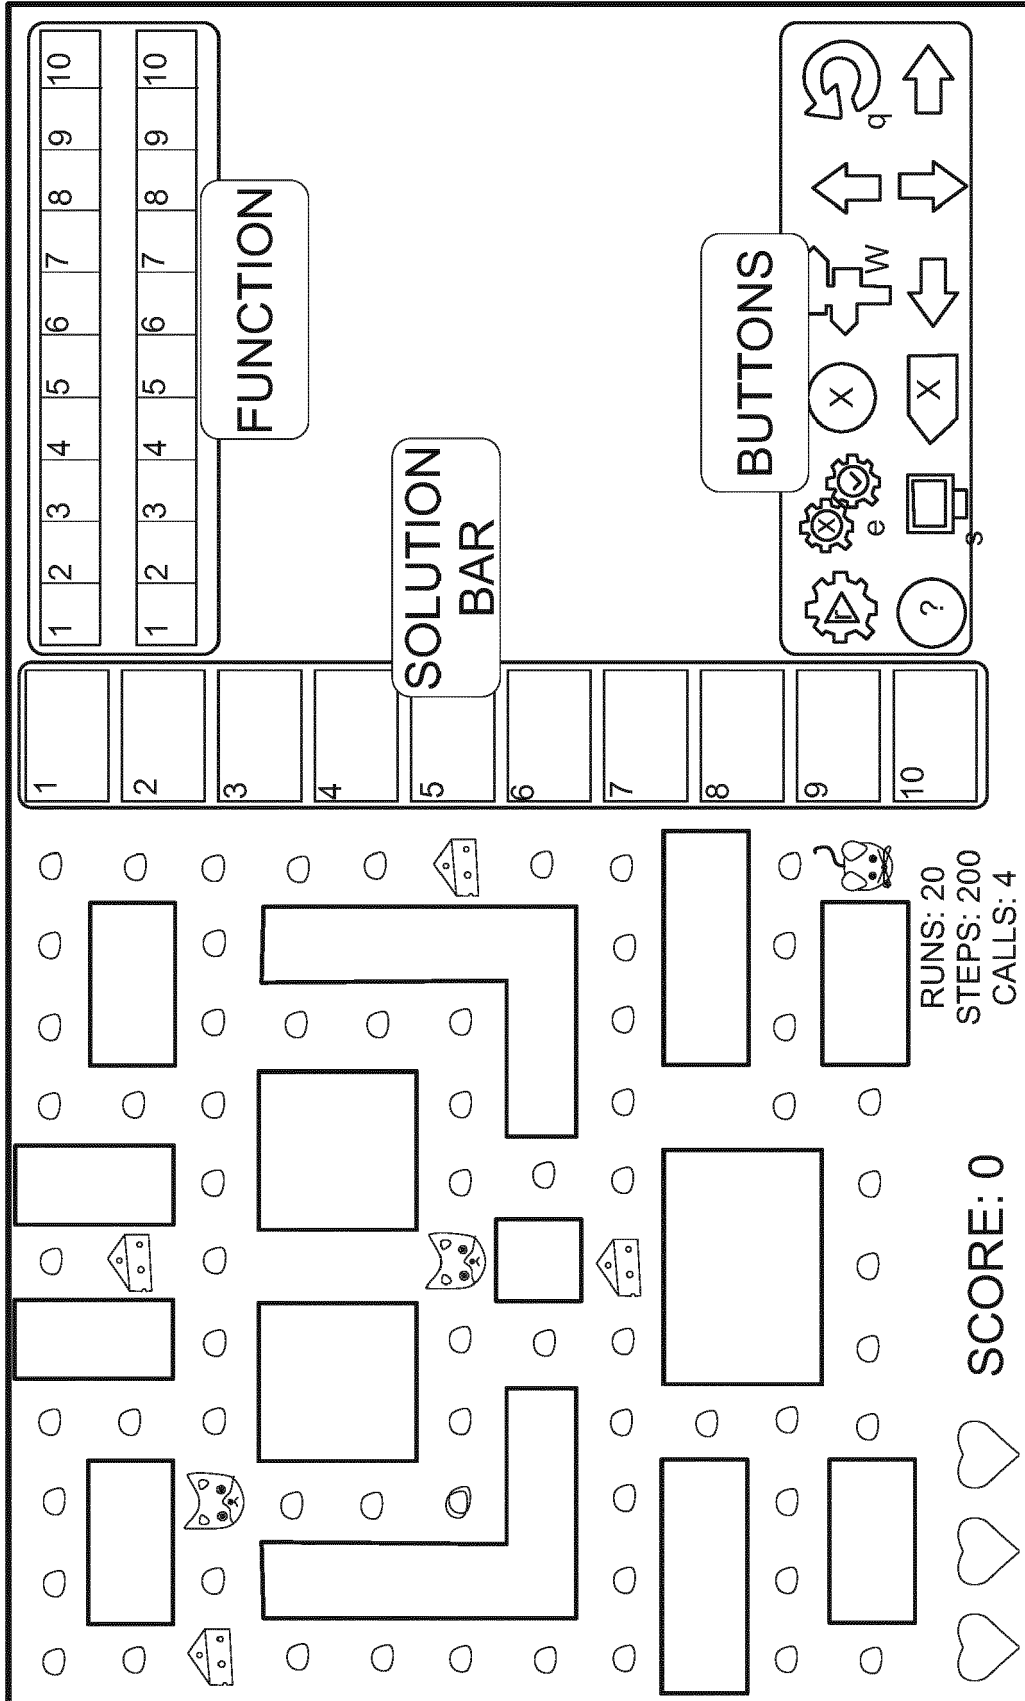 1 2 3 4 5 6 7 8 9 10
1 2 3 4 5 6 7 8 9 10
FUNCTION
1
2
3
4
5
6
7
8
9
10
SOLUTION
BAR
BUTTONS
X X
e W q
? X
s
SCORE: 0
RUNS: 20
STEPS: 200
CALLS: 4